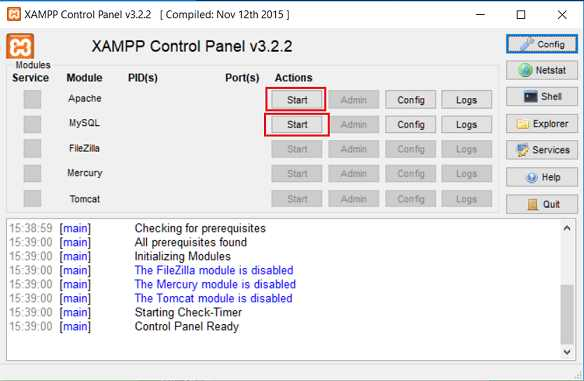 XAMPP Control Panel v3.2.2 [ Compiled: Nov 12th 2015 ]
XAMPP Control Panel v3.2.2
Config
Modules
Service Module PID(s) Port(s) Actions
Netstat
Apache Start Admin Config Logs
Shell
MySQL Start Admin Config Logs
Explorer
FileZilla Start Admin Config Logs
Services
Mercury Start Admin Config Logs
Help
Tomcat Start Admin Config Logs
Quit
15:38:59 [main] Checking for prerequisites
15:39:00 [main] All prerequisites found
15:39:00 [main] Initializing Modules
15:39:00 [main] The FileZilla module is disabled
15:39:00 [main] The Mercury module is disabled
15:39:00 [main] The Tomcat module is disabled
15:39:00 [main] Starting Check-Timer
15:39:00 [main] Control Panel Ready